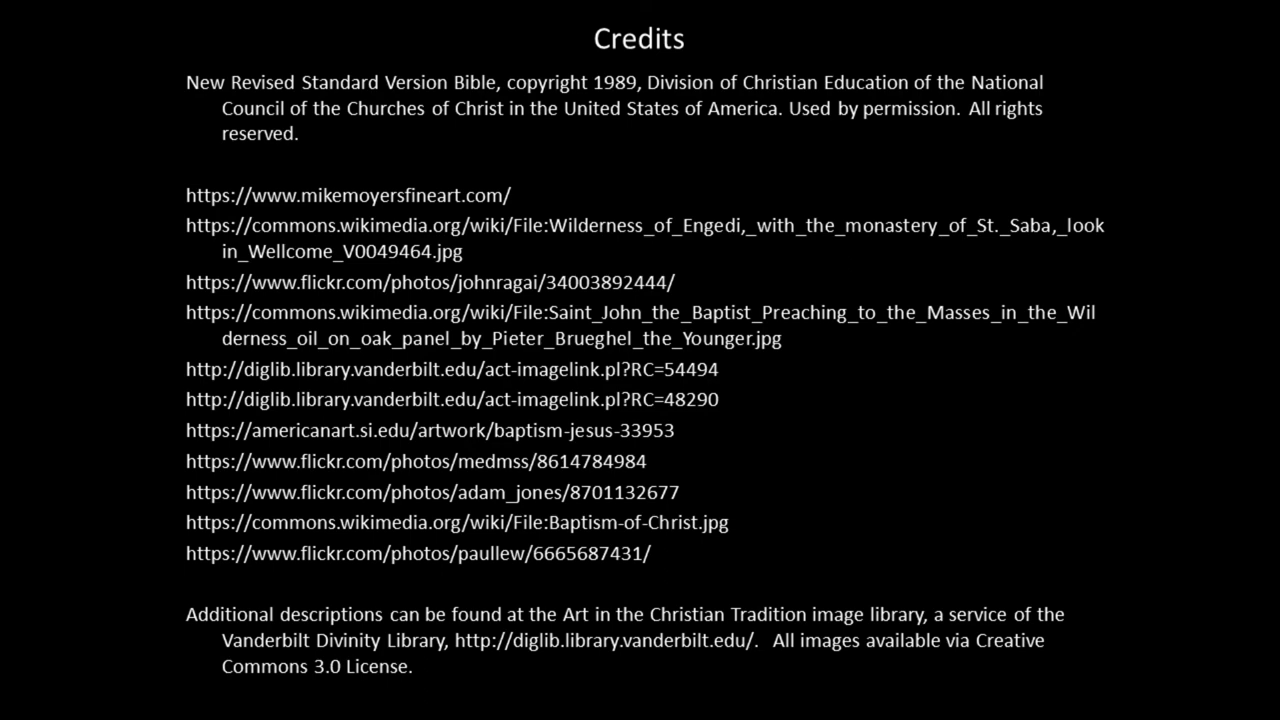 Credits
New Revised Standard Version Bible, copyright 1989, Division of Christian Education of the National
Council of the Churches of Christ in the United States of America. Used by permission. All rights
reserved.
https://www.mikemoyersfineart.com/
https://commons.wikimedia.org/wiki/File:Wilderness_of_Engedi,_with_the_monastery_of_St._Saba,_look
in_Wellcome_V0049464.jpg
https://www.flickr.com/photos/johnragai/34003892444/
https://commons.wikimedia.org/wiki/File:Saint_John_the_Baptist_Preaching_to_the_Masses_in_the_Wil
derness_oil_on_oak_panel_by_Pieter_Brueghel_the_Younger.jpg
http://diglib.library.vanderbilt.edu/act-imagelink.pl?RC=54494
http://diglib.library.vanderbilt.edu/act-imagelink.pl?RC=48290
https://americanart.si.edu/artwork/baptism-jesus-33953
https://www.flickr.com/photos/medmss/8614784984
https://www.flickr.com/photos/adam_jones/8701132677
https://commons.wikimedia.org/wiki/File:Baptism-of-Christ.jpg
https://www.flickr.com/photos/paullew/6665687431/
Additional descriptions can be found at the Art in the Christian Tradition image library, a service of the
Vanderbilt Divinity Library, http://diglib.library.vanderbilt.edu/. All images available via Creative
Commons 3.0 License.